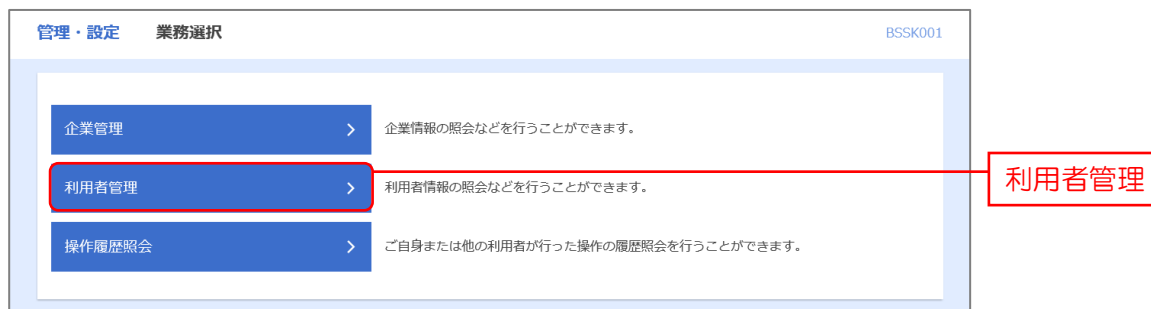 管理・設定 業務選択 BSSK001
企業管理 企業情報の照会などを行うことができます。
利用者管理 利用者情報の照会などを行うことができます。 利用者管理
操作履歴照会 ご自身または他の利用者が行った操作の履歴照会を行うことができます。